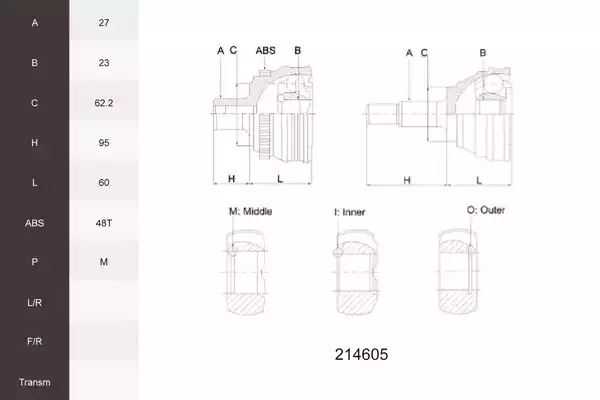 A 27
B 23
C 62.2
H 95
L 60
ABS 48T
P M
L/R
F/R
Transm
A C ABS B
H L
A C B
H L
M: Middle
I: Inner
O: Outer
214605